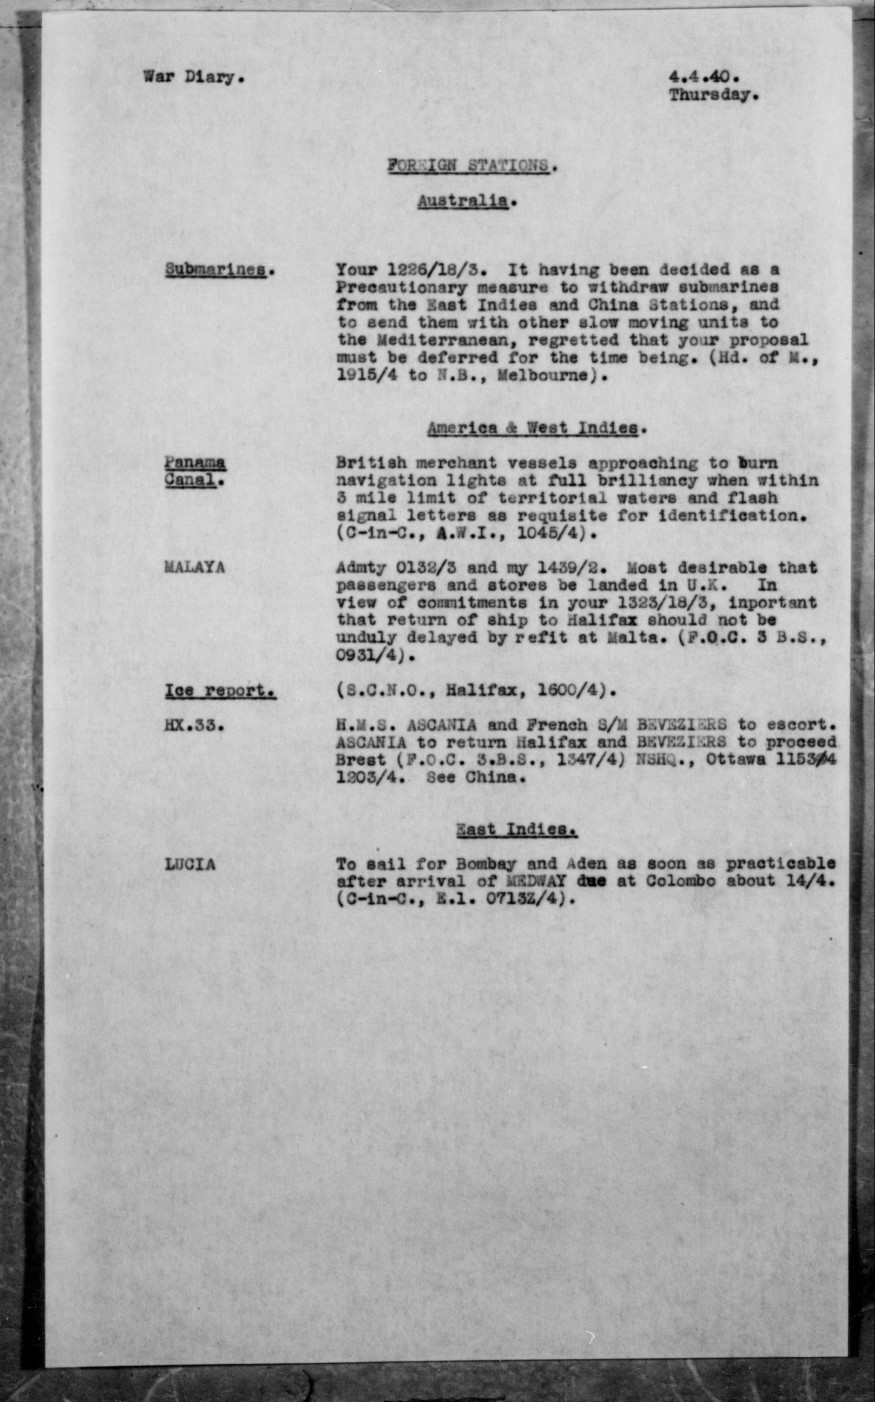 War Diary. 4.4.40.
Thursday.
FOREIGN STATIONS.
Australia.
Submarines. Your 1226/18/3. It having been decided as a
Precautionary measure to withdraw submarines
from the East Indies and China Stations, and
to send them with other slow moving units to
the Mediterranean, regretted that your proposal
must be deferred for the time being. (Hd. of M.,
1915/4 to N.B., Melbourne).
America & West Indies.
Panama British merchant vessels approaching to burn
Canal. navigation lights at full brilliancy when within
3 mile limit of territorial waters and flash
signal letters as requisite for identification.
(C-in-C., A.W.I., 1045/4).
MALAYA Admty 0132/3 and my 1439/2. Most desirable that
passengers and stores be landed in U.K. In
view of commitments in your 1323/18/3, inportant
that return of ship to Halifax should not be
unduly delayed by refit at Malta. (F.O.C. 3 B.S.,
0931/4).
Ice report. (S.C.N.O., Halifax, 1600/4).
HX.33. H.M.S. ASCANIA and French S/M BEVEZIERS to escort.
ASCANIA to return Halifax and BEVEZIERS to proceed
Brest (F.O.C. 3.B.S., 1347/4) NSHQ., Ottawa 1153/4
1203/4. See China.
East Indies.
LUCIA To sail for Bombay and Aden as soon as practicable
after arrival of MEDWAY due at Colombo about 14/4.
(C-in-C., E.l. 0713Z/4).